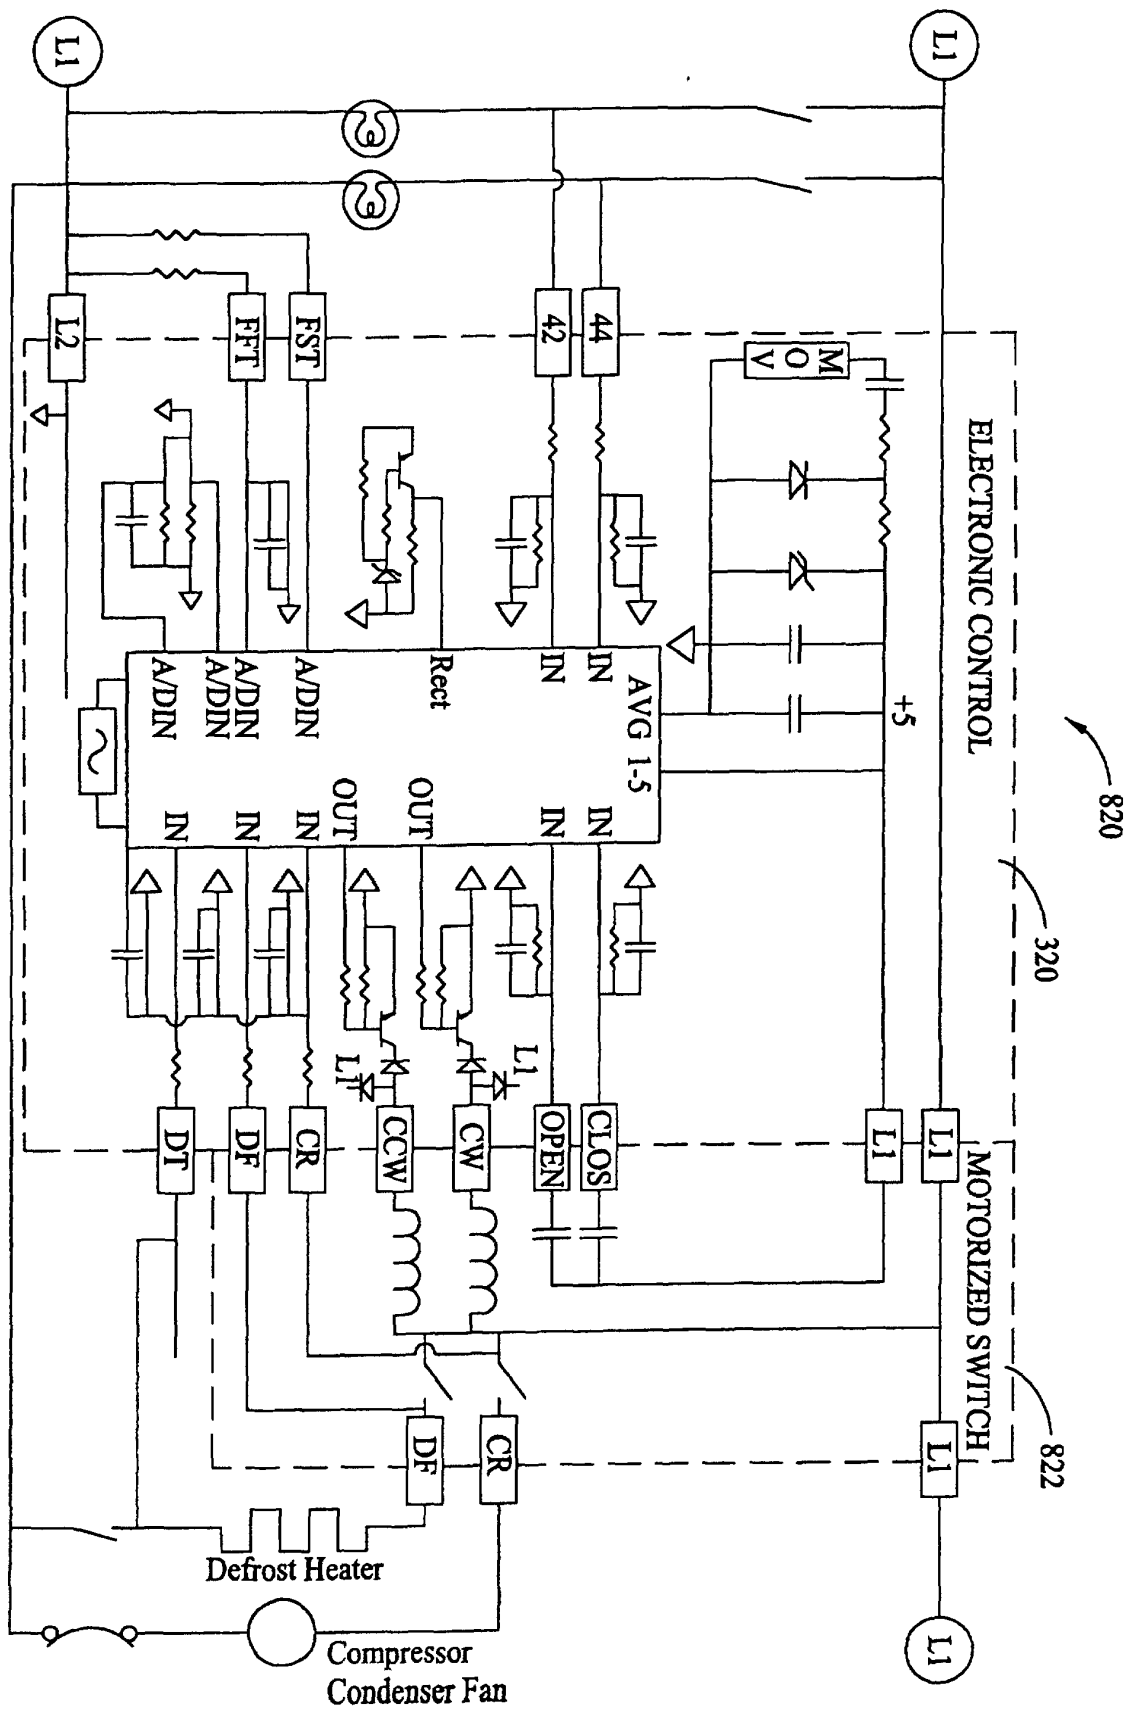 L1
L1
L2
FFT
FST
42
44
M
O
V
ELECTRONIC CONTROL
820
320
+5
A/DIN
A/DIN
A/DIN
A/DIN
Rect
IN
IN
AVG 1-5
IN
IN
IN
OUT
OUT
IN
IN
L1
L1
DT
DF
CR
CCW
CW
OPEN
CLOS
L1
L1
MOTORIZED SWITCH
822
DF
CR
L1
Defrost Heater
Compressor
Condenser Fan
L1